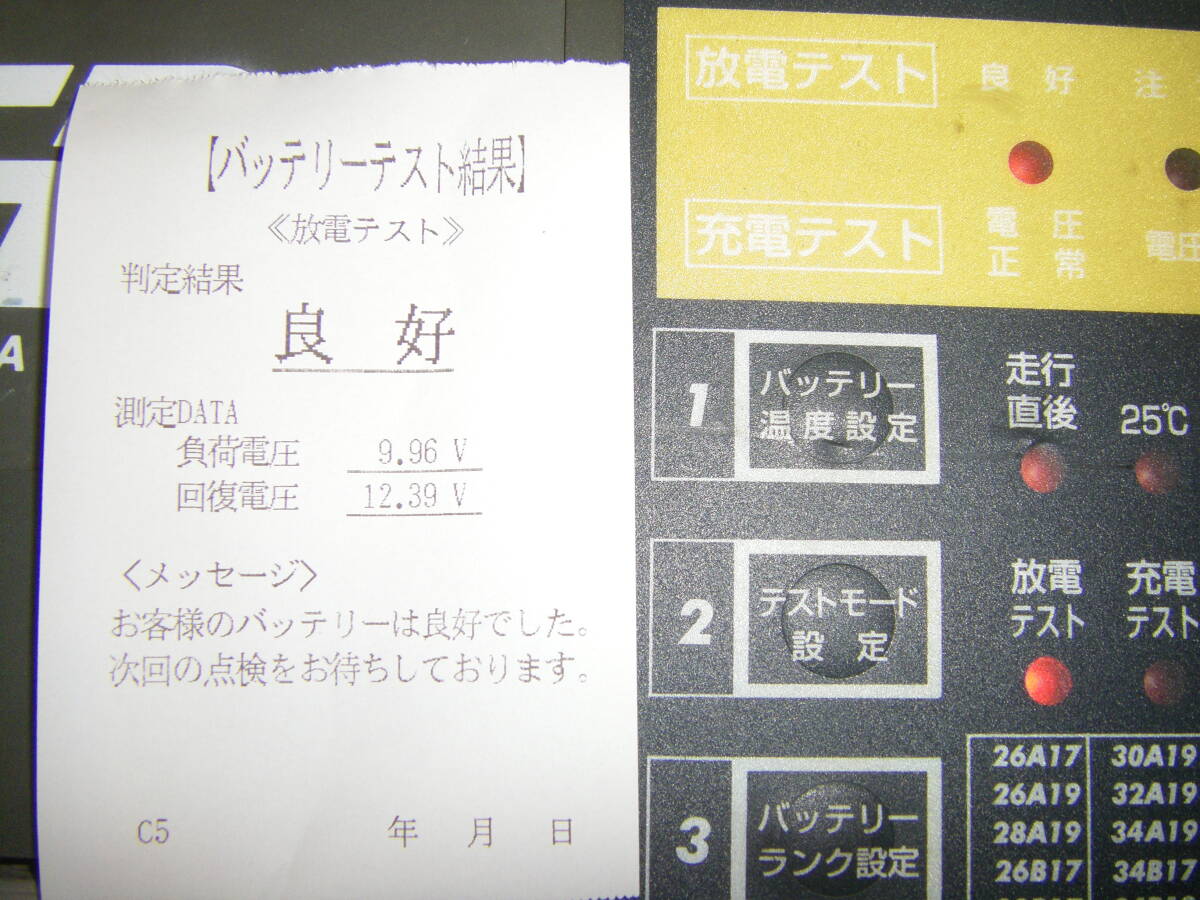 【バッテリーテスト結果】
《放電テスト》
判定結果
良 好
測定DATA
負荷電圧 9.96 V
回復電圧 12.39 V
〈メッセージ〉
お客様のバッテリーは良好でした。
次回の点検をお待ちしております。
C5 年 月 日
A
放電テスト 良 好 注
充電テスト 電 圧 電圧
正 常
1 バッテリー 走行
温度設定 直後 25℃
2 テストモード 放電 充電
設 定 テスト テスト
3 バッテリー
ランク設定
26A17 30A19
26A19 32A19
28A19 34A19
26B17 34B17